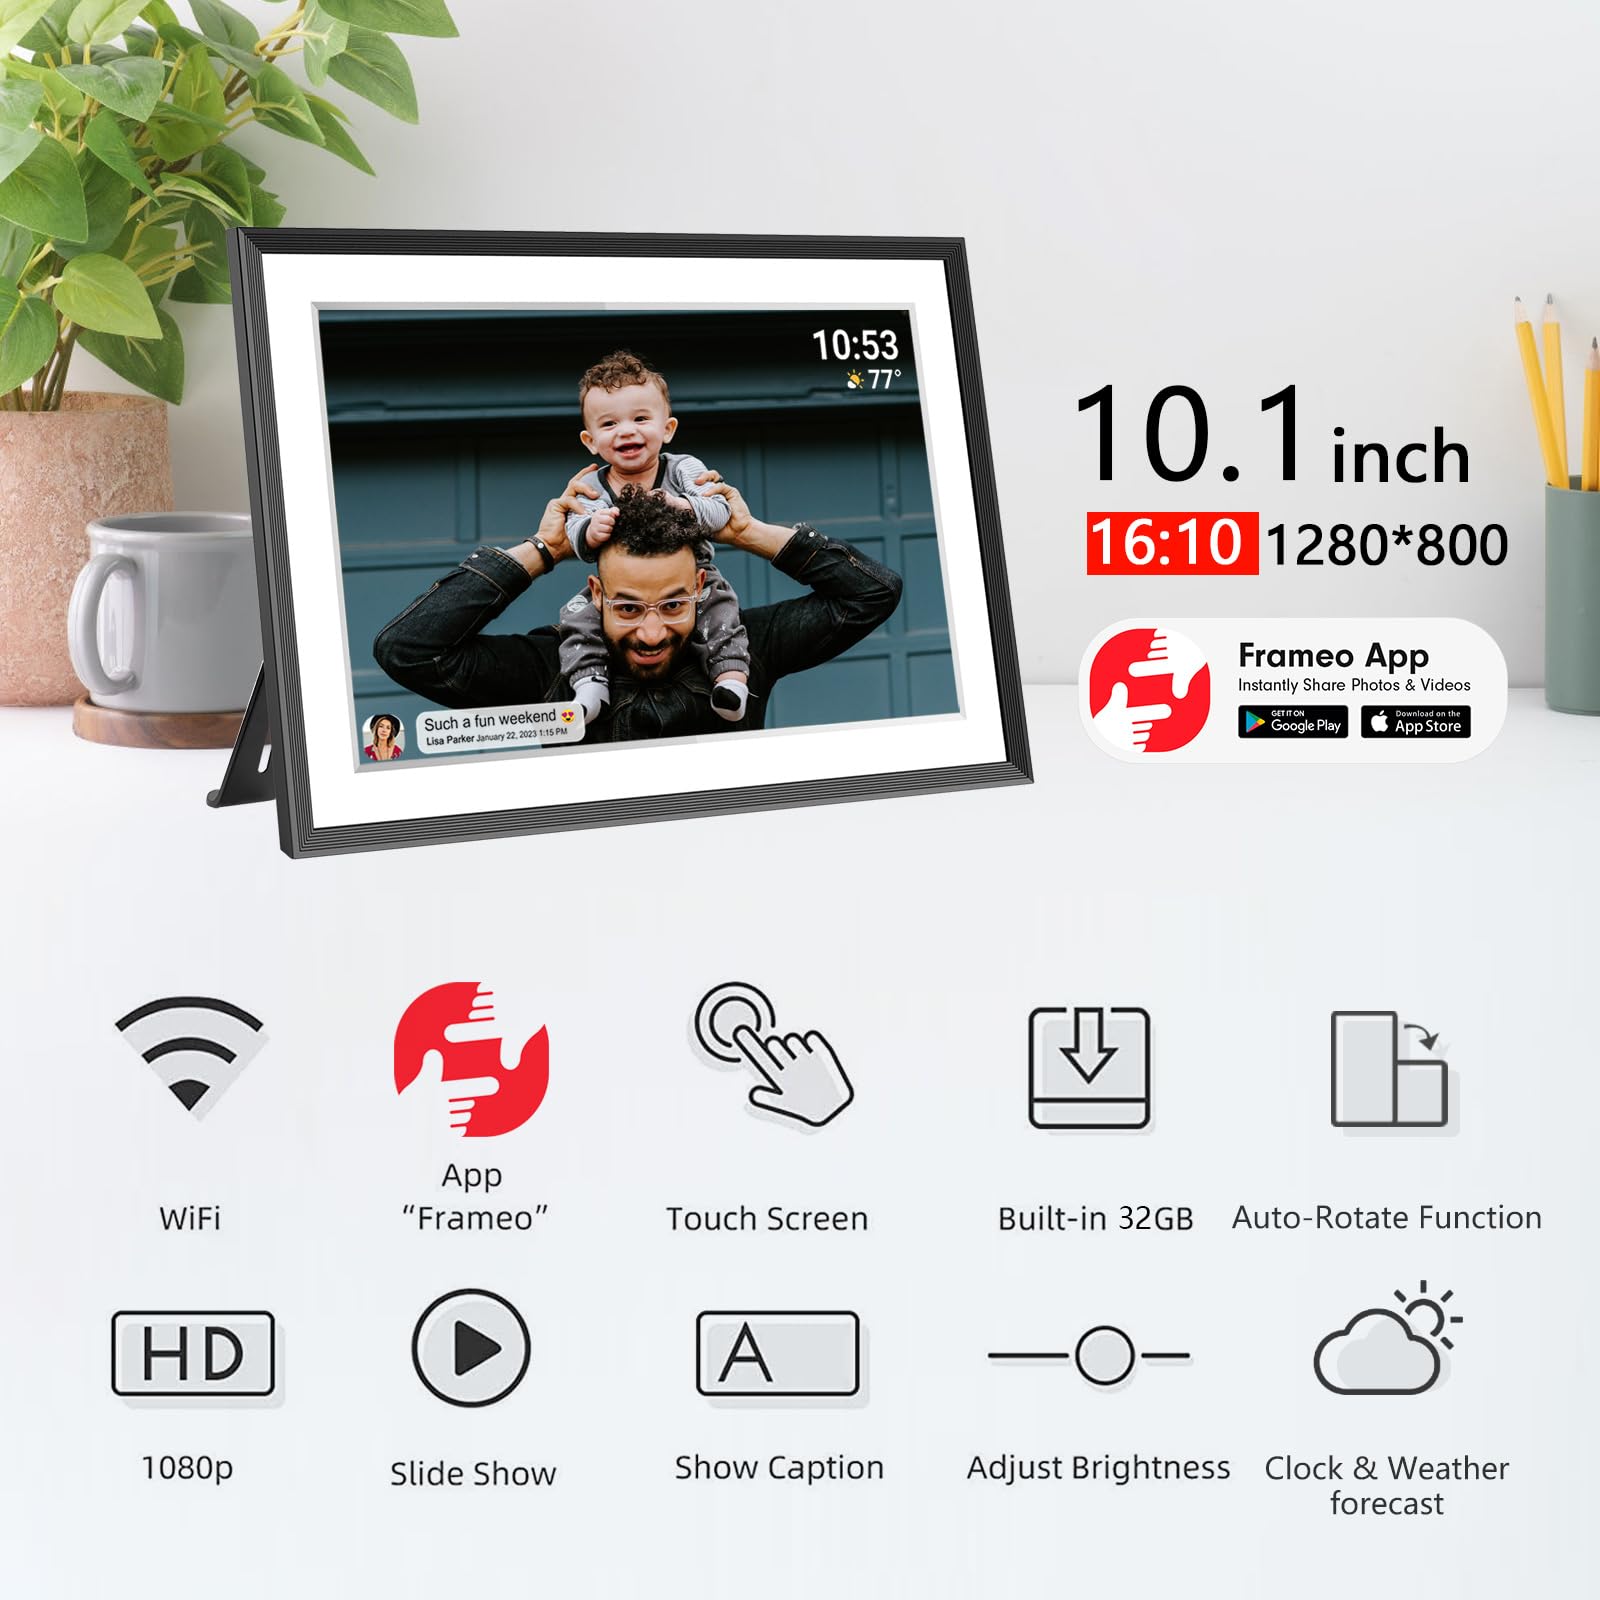 10:53
77°
Such a fun weekend 😍
Lisa Parker January 22, 2023 1:15 PM
10.1inch
16:10 1280*800
Frameo App
Instantly Share Photos & Videos
GET IT ON
Google Play
Download on the
App Store
WiFi
App
“Frameo”
Touch Screen
Built-in 32GB
Auto-Rotate Function
HD
A
1080p
Slide Show
Show Caption
Adjust Brightness
Clock & Weather
forecast